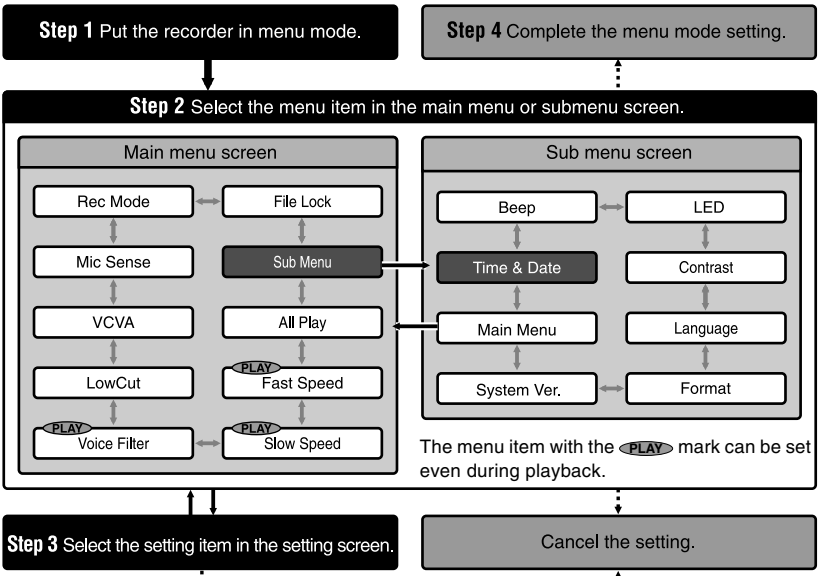 Step 1 Put the recorder in menu mode.
Step 4 Complete the menu mode setting.
Step 2 Select the menu item in the main menu or submenu screen.
Main menu screen
Rec Mode
File Lock
Mic Sense
Sub Menu
VCVA
All Play
LowCut
PLAY
Fast Speed
PLAY
Voice Filter
PLAY
Slow Speed
Sub menu screen
Beep
LED
Time & Date
Contrast
Main Menu
Language
System Ver.
Format
The menu item with the PLAY mark can be set
even during playback.
Step 3 Select the setting item in the setting screen.
Cancel the setting.